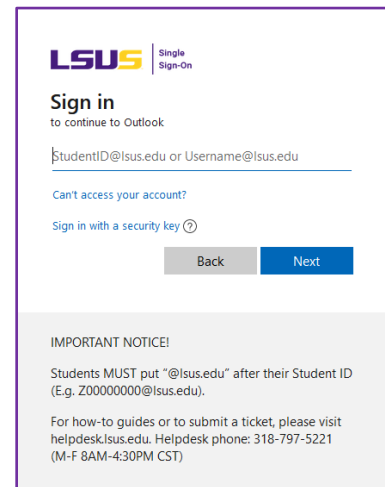 LSUS Single
Sign-On
Sign in
to continue to Outlook
StudentID@lsus.edu or Username@lsus.edu
Can't access your account?
Sign in with a security key ?
Back Next
IMPORTANT NOTICE!
Students MUST put “@lsus.edu” after their Student ID
(E.g. Z00000000@lsus.edu).
For how-to guides or to submit a ticket, please visit
helpdesk.lsus.edu. Helpdesk phone: 318-797-5221
(M-F 8AM-4:30PM CST)